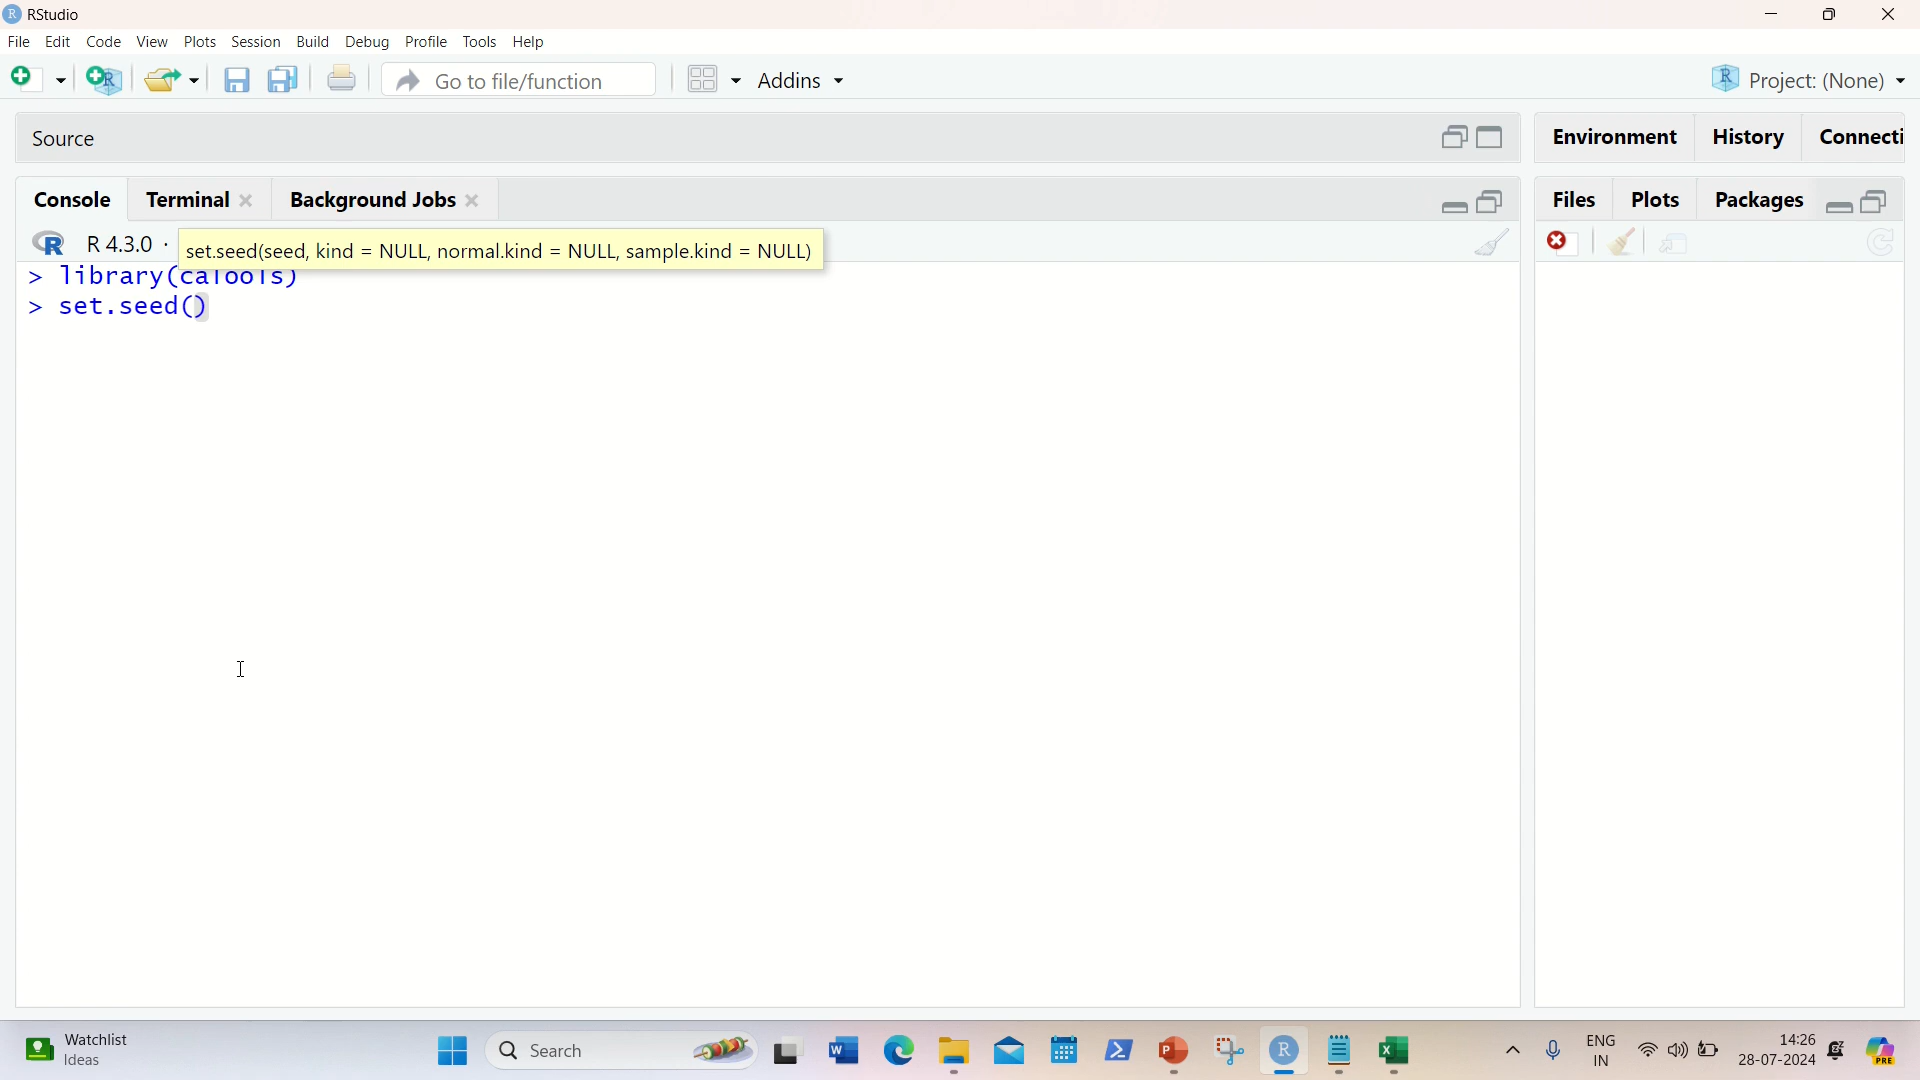 RStudio
File Edit Code View Plots Session Build Debug Profile Tools Help
Go to file/function Addins Project: (None)
Source Environment History Connecti
Console Terminal Background Jobs Files Plots Packages
R 4.3.0 ·
set.seed(seed, kind = NULL, normal.kind = NULL, sample.kind = NULL)
> library(caTools)
> set.seed()
Watchlist
Ideas
Search
ENG
IN
14:26
28-07-2024
PRE